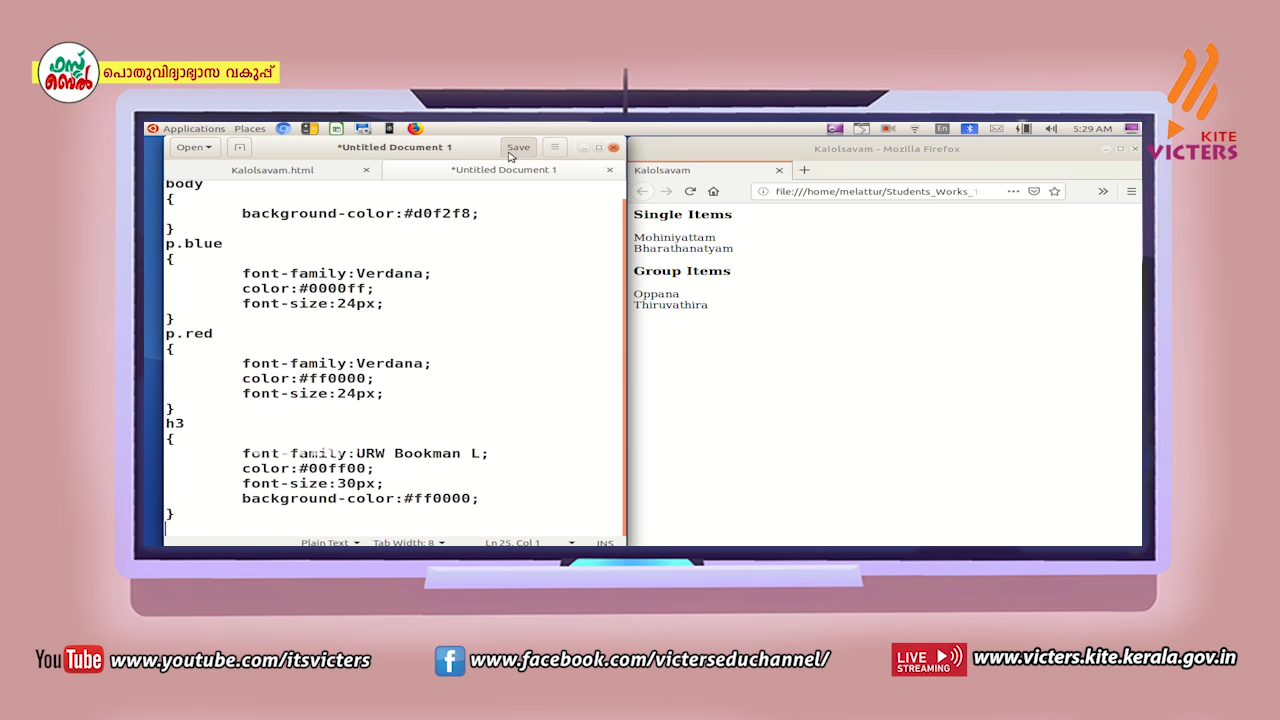 ഫസ്റ്റ്
ബെൽ
പൊതുവിദ്യാഭ്യാസ വകുപ്പ്
KITE
VICTERS
Applications Places
En
5:29 AM
Open
*Untitled Document 1
Save
Kalolsavam.html
*Untitled Document 1
body
{
background-color:#d0f2f8;
}
p.blue
{
font-family:Verdana;
color:#0000ff;
font-size:24px;
}
p.red
{
font-family:Verdana;
color:#ff0000;
font-size:24px;
}
h3
{
font-family:URW Bookman L;
color:#00ff00;
font-size:30px;
background-color:#ff0000;
}
Plain Text Tab Width: 8 Ln 25, Col 1 INS
Kalolsavam - Mozilla Firefox
Kalolsavam
file:///home/melattur/Students_Works_1
Single Items
Mohiniyattam
Bharathanatyam
Group Items
Oppana
Thiruvathira
YouTube www.youtube.com/itsvicters
f www.facebook.com/victerseduchannel/
LIVE
STREAMING
www.victers.kite.kerala.gov.in